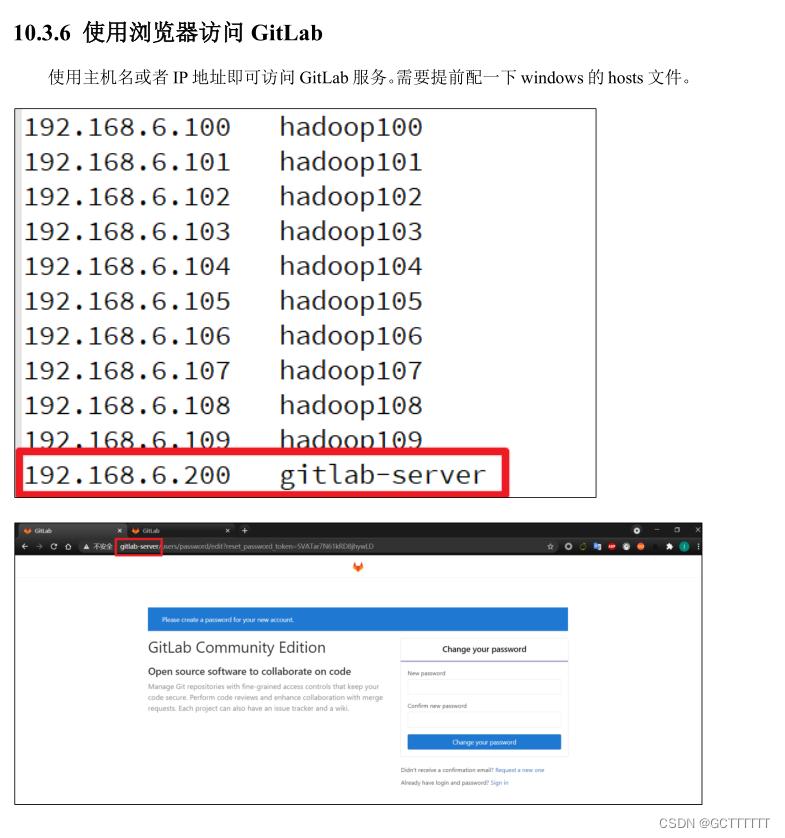 10.3.6 使用浏览器访问 GitLab
使用主机名或者 IP 地址即可访问 GitLab 服务。需要提前配一下 windows 的 hosts 文件。
192.168.6.100 hadoop100
192.168.6.101 hadoop101
192.168.6.102 hadoop102
192.168.6.103 hadoop103
192.168.6.104 hadoop104
192.168.6.105 hadoop105
192.168.6.106 hadoop106
192.168.6.107 hadoop107
192.168.6.108 hadoop108
192.168.6.109 hadoop109
192.168.6.200 gitlab-server
GitLab GitLab
不安全 gitlab-server/users/password/edit?reset_password_token=
Please create a password for your new account.
GitLab Community Edition
Open source software to collaborate on code
Manage Git repositories with fine-grained access controls that keep your
code secure. Perform code reviews and enhance collaboration with merge
requests. Each project can also have an issue tracker and a wiki.
Change your password
New password
Confirm new password
Change your password
Didn't receive a confirmation email? Request a new one
Already have login and password? Sign in
CSDN @GCTTTTTT